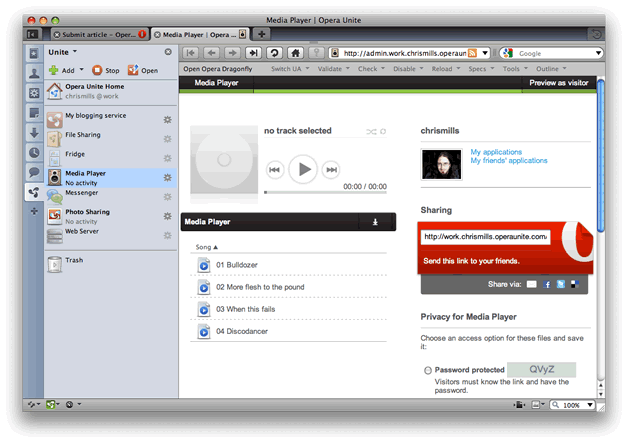 Media Player | Opera Unite
Submit article – Oper...
Media Player | Opera U...
http://admin.work.chrismills.operaun
Google
Unite
Add
Stop
Open
Opera Unite Home
chrismills @ work
My blogging service
File Sharing
Fridge
Media Player
No activity
Messenger
Photo Sharing
No activity
Web Server
Trash
Open Opera Dragonfly
Switch UA
Validate
Check
Disable
Reload
Specs
Tools
Outline
Media Player
Preview as visitor
no track selected
00:00 / 00:00
Media Player
Song
01 Bulldozer
02 More flesh to the pound
03 When this fails
04 Discodancer
chrismills
My applications
My friends' applications
Sharing
http://work.chrismills.operaunite.com
Send this link to your friends.
Share via:
Privacy for Media Player
Choose an access option for these files and save
it:
Password protected
QVyZ
Visitors must know the link and have the
password.
100%